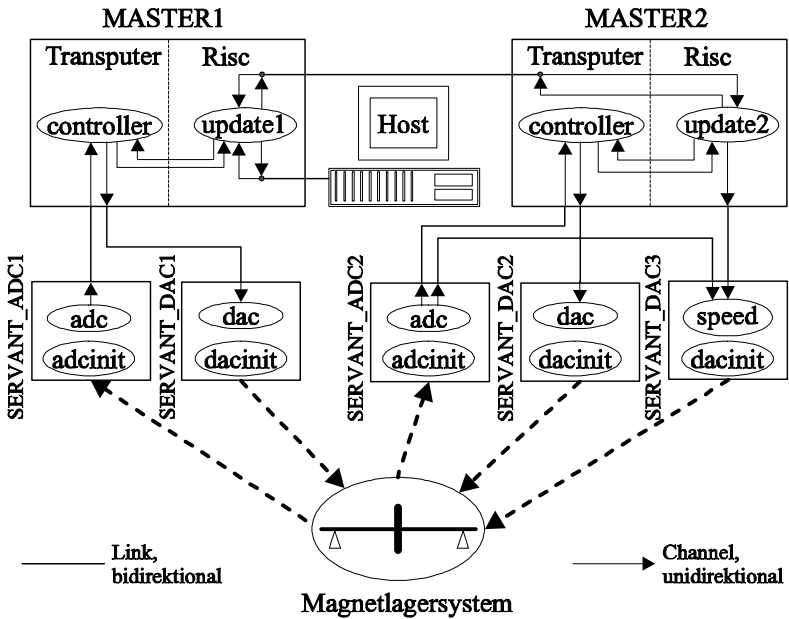 MASTER1
MASTER2
Transputer
Risc
Transputer
Risc
controller
update1
Host
controller
update2
SERVANT_ADC1
SERVANT_DAC1
SERVANT_ADC2
SERVANT_DAC2
SERVANT_DAC3
adc
dac
adc
dac
speed
adcinit
dacinit
adcinit
dacinit
dacinit
Link,
bidirektional
Channel,
unidirektional
Magnetlagersystem